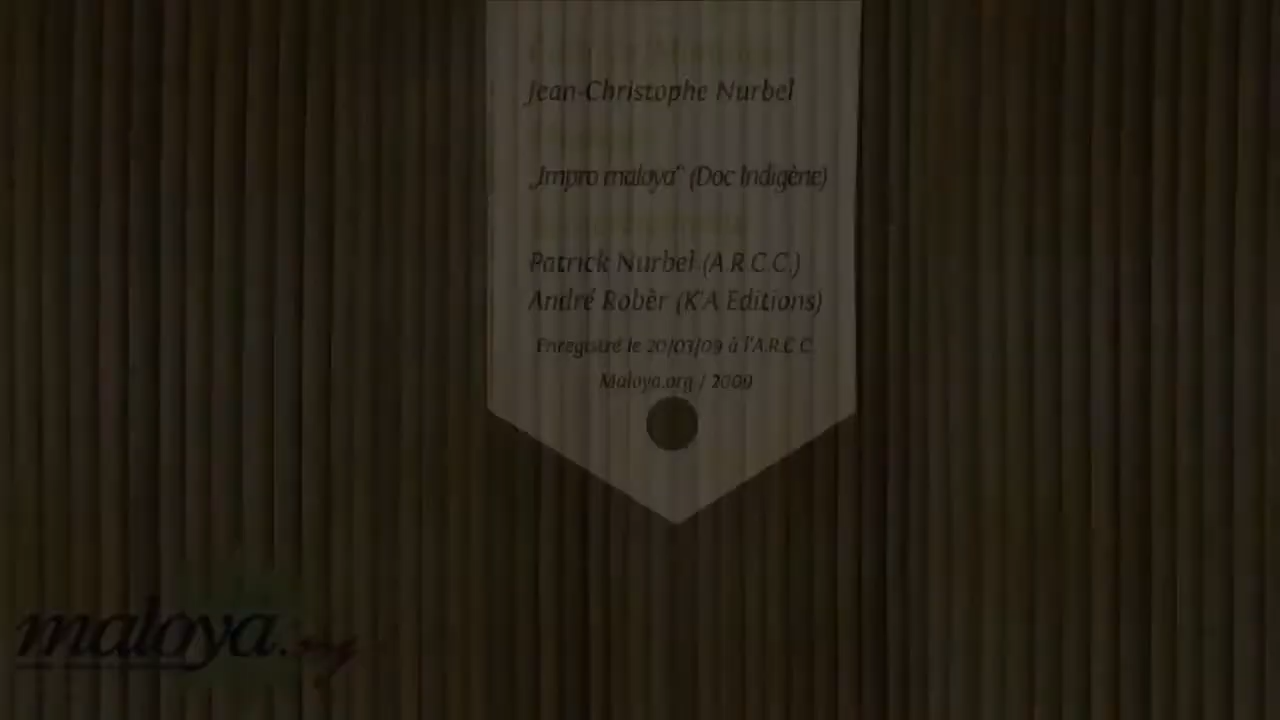 Jean-Christophe Nurbel
„Impro maloya” (Doc Indigène)
Patrick Nurbel (A.R.C.C.)
André Robèr (K'A Editions)
Enregistré le 20/03/09 à l'A.R.C.C.
Maloya.org / 2009
maloya.org